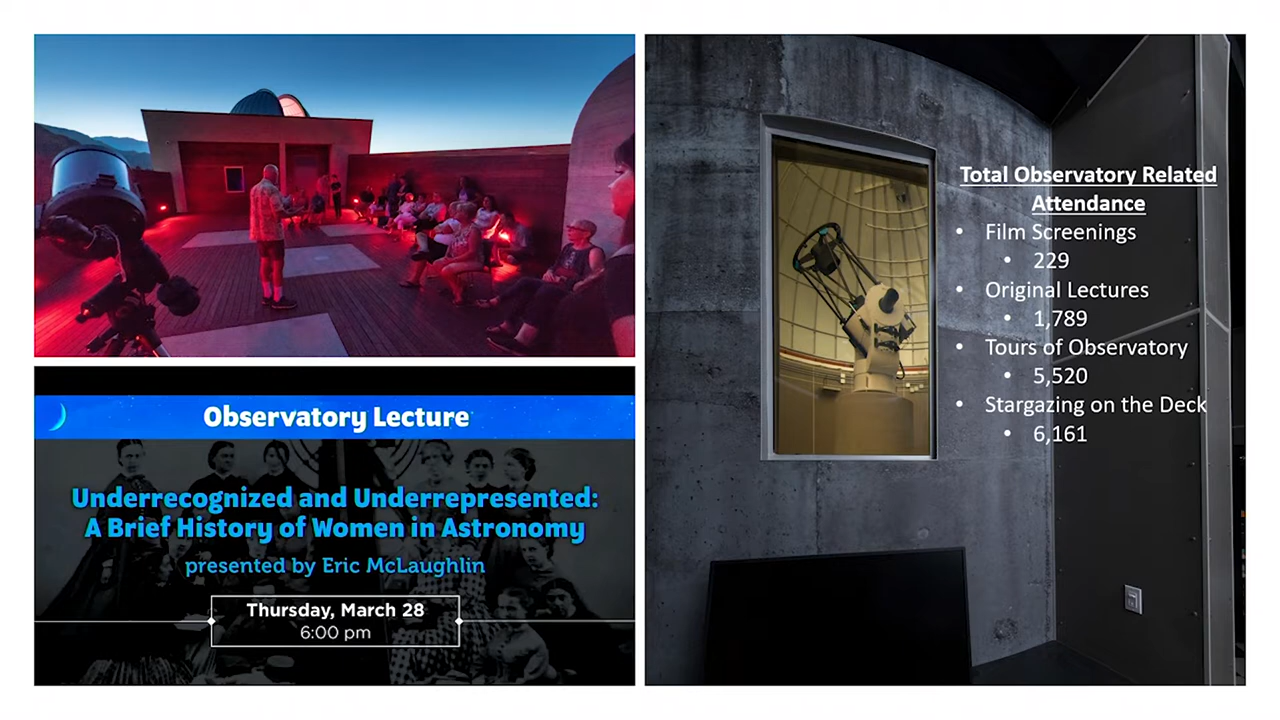 Observatory Lecture
Underrecognized and Underrepresented:
A Brief History of Women in Astronomy
presented by Eric McLaughlin
Thursday, March 28
6:00 pm
Total Observatory Related
Attendance
• Film Screenings
• 229
• Original Lectures
• 1,789
• Tours of Observatory
• 5,520
• Stargazing on the Deck
• 6,161